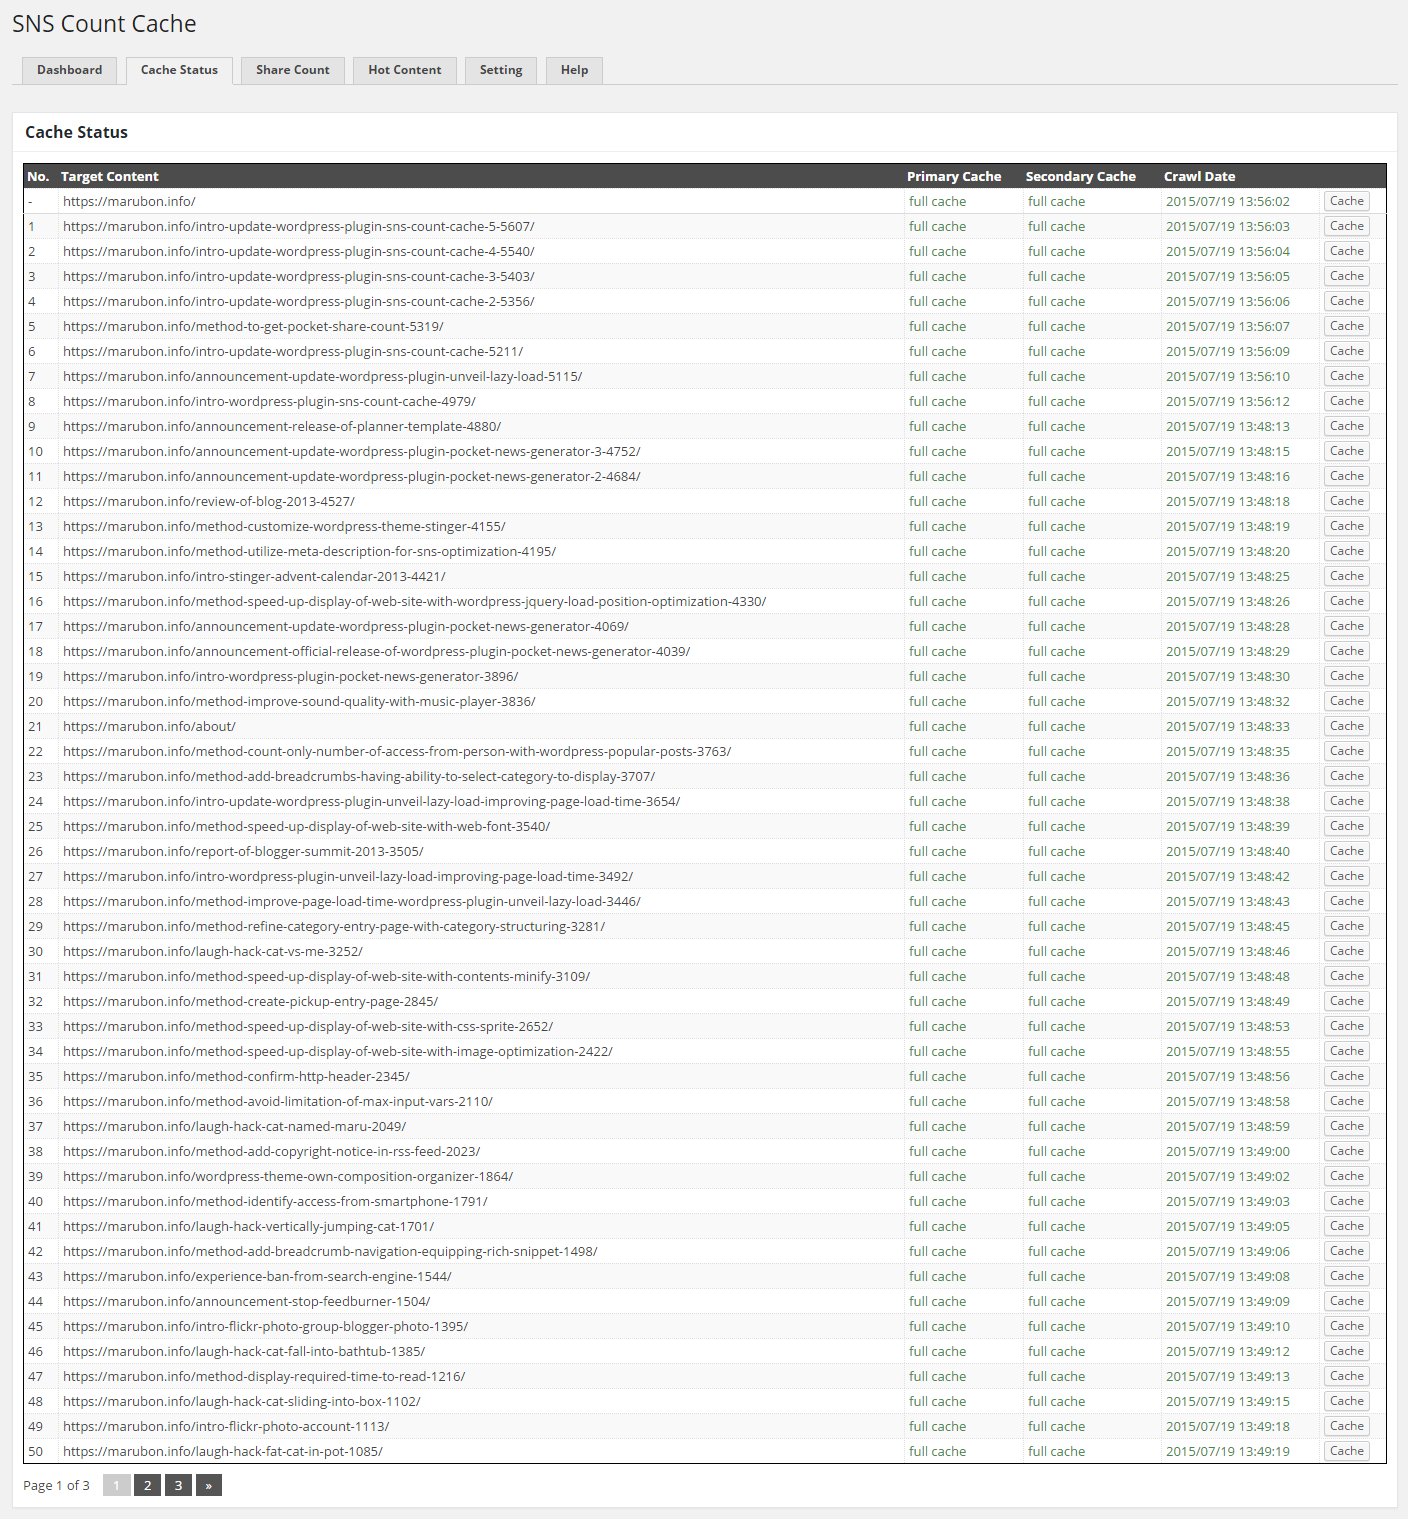 SNS Count Cache
Dashboard Cache Status Share Count Hot Content Setting Help
Cache Status
No. Target Content Primary Cache Secondary Cache Crawl Date
- https://marubon.info/ full cache full cache 2015/07/19 13:56:02 Cache
1 https://marubon.info/intro-update-wordpress-plugin-sns-count-cache-5-5607/ full cache full cache 2015/07/19 13:56:03 Cache
2 https://marubon.info/intro-update-wordpress-plugin-sns-count-cache-4-5540/ full cache full cache 2015/07/19 13:56:04 Cache
3 https://marubon.info/intro-update-wordpress-plugin-sns-count-cache-3-5403/ full cache full cache 2015/07/19 13:56:05 Cache
4 https://marubon.info/intro-update-wordpress-plugin-sns-count-cache-2-5356/ full cache full cache 2015/07/19 13:56:06 Cache
5 https://marubon.info/method-to-get-pocket-share-count-5319/ full cache full cache 2015/07/19 13:56:07 Cache
6 https://marubon.info/intro-update-wordpress-plugin-sns-count-cache-5211/ full cache full cache 2015/07/19 13:56:09 Cache
7 https://marubon.info/announcement-update-wordpress-plugin-unveil-lazy-load-5115/ full cache full cache 2015/07/19 13:56:10 Cache
8 https://marubon.info/intro-wordpress-plugin-sns-count-cache-4979/ full cache full cache 2015/07/19 13:56:12 Cache
9 https://marubon.info/announcement-release-of-planner-template-4880/ full cache full cache 2015/07/19 13:48:13 Cache
10 https://marubon.info/announcement-update-wordpress-plugin-pocket-news-generator-3-4752/ full cache full cache 2015/07/19 13:48:15 Cache
11 https://marubon.info/announcement-update-wordpress-plugin-pocket-news-generator-2-4684/ full cache full cache 2015/07/19 13:48:16 Cache
12 https://marubon.info/review-of-blog-2013-4527/ full cache full cache 2015/07/19 13:48:18 Cache
13 https://marubon.info/method-customize-wordpress-theme-stinger-4155/ full cache full cache 2015/07/19 13:48:19 Cache
14 https://marubon.info/method-utilize-meta-description-for-sns-optimization-4195/ full cache full cache 2015/07/19 13:48:20 Cache
15 https://marubon.info/intro-stinger-advent-calendar-2013-4421/ full cache full cache 2015/07/19 13:48:25 Cache
16 https://marubon.info/method-speed-up-display-of-web-site-with-wordpress-jquery-load-position-optimization-4330/ full cache full cache 2015/07/19 13:48:26 Cache
17 https://marubon.info/announcement-update-wordpress-plugin-pocket-news-generator-4069/ full cache full cache 2015/07/19 13:48:28 Cache
18 https://marubon.info/announcement-official-release-of-wordpress-plugin-pocket-news-generator-4039/ full cache full cache 2015/07/19 13:48:29 Cache
19 https://marubon.info/intro-wordpress-plugin-pocket-news-generator-3896/ full cache full cache 2015/07/19 13:48:30 Cache
20 https://marubon.info/method-improve-sound-quality-with-music-player-3836/ full cache full cache 2015/07/19 13:48:32 Cache
21 https://marubon.info/about/ full cache full cache 2015/07/19 13:48:33 Cache
22 https://marubon.info/method-count-only-number-of-access-from-person-with-wordpress-popular-posts-3763/ full cache full cache 2015/07/19 13:48:35 Cache
23 https://marubon.info/method-add-breadcrumbs-having-ability-to-select-category-to-display-3707/ full cache full cache 2015/07/19 13:48:36 Cache
24 https://marubon.info/intro-update-wordpress-plugin-unveil-lazy-load-improving-page-load-time-3654/ full cache full cache 2015/07/19 13:48:38 Cache
25 https://marubon.info/method-speed-up-display-of-web-site-with-web-font-3540/ full cache full cache 2015/07/19 13:48:39 Cache
26 https://marubon.info/report-of-blogger-summit-2013-3505/ full cache full cache 2015/07/19 13:48:40 Cache
27 https://marubon.info/intro-wordpress-plugin-unveil-lazy-load-improving-page-load-time-3492/ full cache full cache 2015/07/19 13:48:42 Cache
28 https://marubon.info/method-improve-page-load-time-wordpress-plugin-unveil-lazy-load-3446/ full cache full cache 2015/07/19 13:48:43 Cache
29 https://marubon.info/method-refine-category-entry-page-with-category-structuring-3281/ full cache full cache 2015/07/19 13:48:45 Cache
30 https://marubon.info/laugh-hack-cat-vs-me-3252/ full cache full cache 2015/07/19 13:48:46 Cache
31 https://marubon.info/method-speed-up-display-of-web-site-with-contents-minify-3109/ full cache full cache 2015/07/19 13:48:48 Cache
32 https://marubon.info/method-create-pickup-entry-page-2845/ full cache full cache 2015/07/19 13:48:49 Cache
33 https://marubon.info/method-speed-up-display-of-web-site-with-css-sprite-2652/ full cache full cache 2015/07/19 13:48:53 Cache
34 https://marubon.info/method-speed-up-display-of-web-site-with-image-optimization-2422/ full cache full cache 2015/07/19 13:48:55 Cache
35 https://marubon.info/method-confirm-http-header-2345/ full cache full cache 2015/07/19 13:48:56 Cache
36 https://marubon.info/method-avoid-limitation-of-max-input-vars-2110/ full cache full cache 2015/07/19 13:48:58 Cache
37 https://marubon.info/laugh-hack-cat-named-maru-2049/ full cache full cache 2015/07/19 13:48:59 Cache
38 https://marubon.info/method-add-copyright-notice-in-rss-feed-2023/ full cache full cache 2015/07/19 13:49:00 Cache
39 https://marubon.info/wordpress-theme-own-composition-organizer-1864/ full cache full cache 2015/07/19 13:49:02 Cache
40 https://marubon.info/method-identify-access-from-smartphone-1791/ full cache full cache 2015/07/19 13:49:03 Cache
41 https://marubon.info/laugh-hack-vertically-jumping-cat-1701/ full cache full cache 2015/07/19 13:49:05 Cache
42 https://marubon.info/method-add-breadcrumb-navigation-equipping-rich-snippet-1498/ full cache full cache 2015/07/19 13:49:06 Cache
43 https://marubon.info/experience-ban-from-search-engine-1544/ full cache full cache 2015/07/19 13:49:08 Cache
44 https://marubon.info/announcement-stop-feedburner-1504/ full cache full cache 2015/07/19 13:49:09 Cache
45 https://marubon.info/intro-flickr-photo-group-blogger-photo-1395/ full cache full cache 2015/07/19 13:49:10 Cache
46 https://marubon.info/laugh-hack-cat-fall-into-bathtub-1385/ full cache full cache 2015/07/19 13:49:12 Cache
47 https://marubon.info/method-display-required-time-to-read-1216/ full cache full cache 2015/07/19 13:49:13 Cache
48 https://marubon.info/laugh-hack-cat-sliding-into-box-1102/ full cache full cache 2015/07/19 13:49:15 Cache
49 https://marubon.info/intro-flickr-photo-account-1113/ full cache full cache 2015/07/19 13:49:18 Cache
50 https://marubon.info/laugh-hack-fat-cat-in-pot-1085/ full cache full cache 2015/07/19 13:49:19 Cache
Page 1 of 3 1 2 3 »